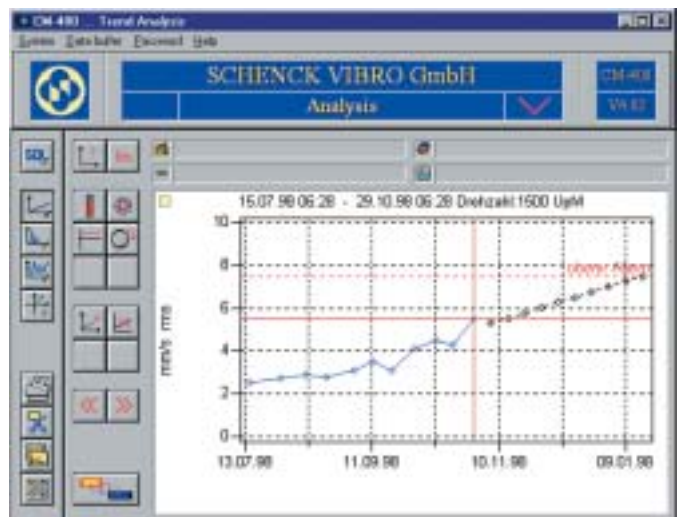 CM-400 ... Trend Analysis
System Data buffer Password Help
SCHENCK VIBRO GmbH
CM-400
Analysis
15.07.98 06:28 - 29.10.98 06:28 Drehzahl:1500 UpM
10
8
6
4
2
0
mm/s rms
13.07.98 11.09.98 10.11.98 09.01.98